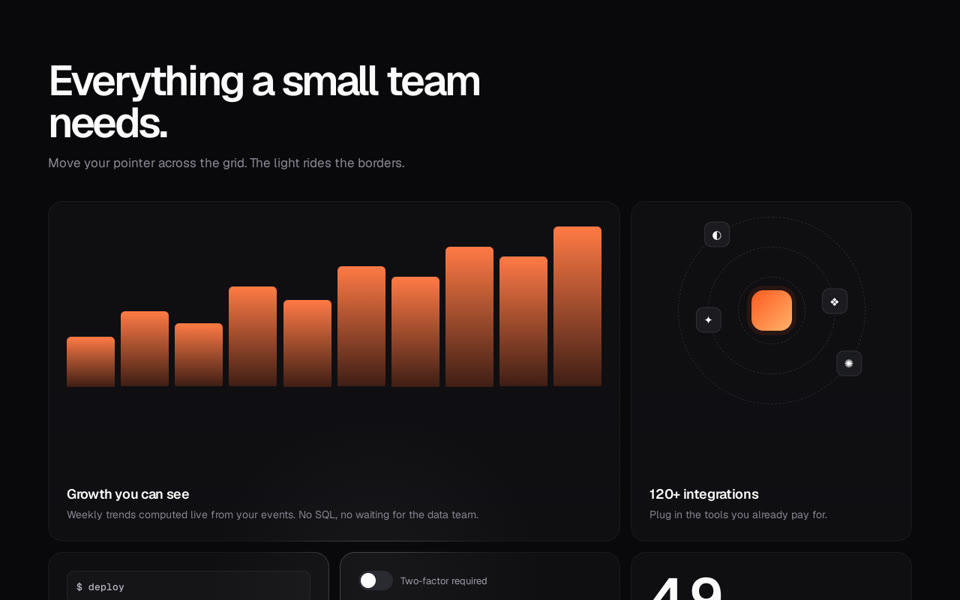 Everything a small team
needs.
Move your pointer across the grid. The light rides the borders.
Growth you can see
Weekly trends computed live from your events. No SQL, no waiting for the data team.
120+ integrations
Plug in the tools you already pay for.
$ deploy
Two-factor required
49